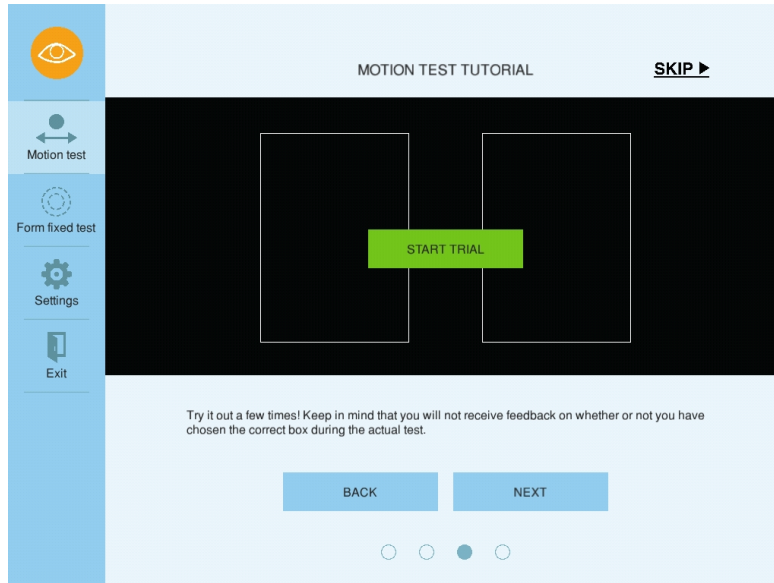 MOTION TEST TUTORIAL
SKIP
Motion test
Form fixed test
Settings
Exit
START TRIAL
Try it out a few times! Keep in mind that you will not receive feedback on whether or not you have
chosen the correct box during the actual test.
BACK
NEXT